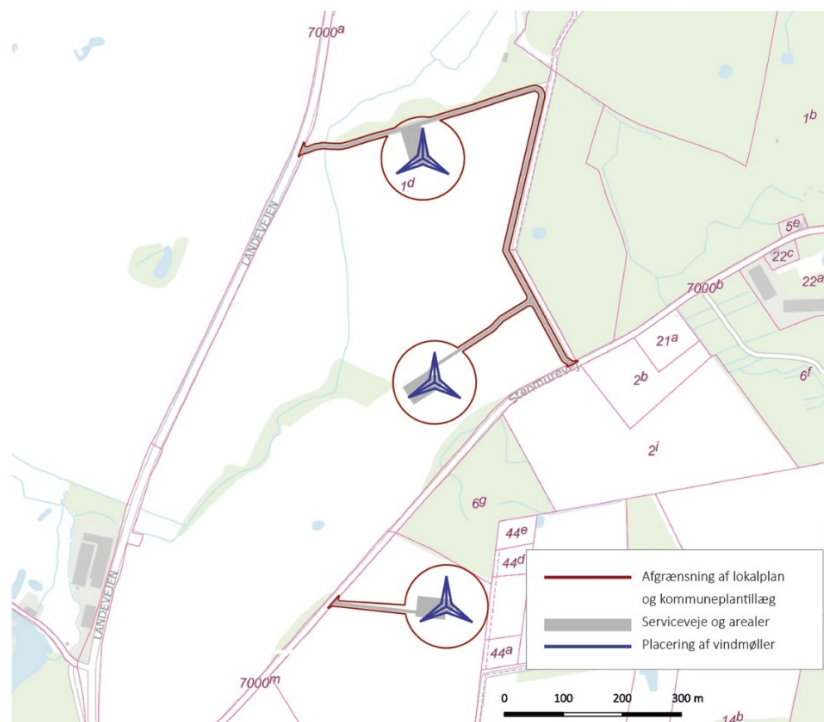 7000a
1b
1d
LANDEVEJEN
5e
22c
22a
7000b
21a
2b
6f
Stenmurevej
2i
6g
44e
44d
44a
LANDEVEJEN
7000m
14b
Afgrænsning af lokalplan
og kommuneplantillæg
Serviceveje og arealer
Placering af vindmøller
0 100 200 300 m